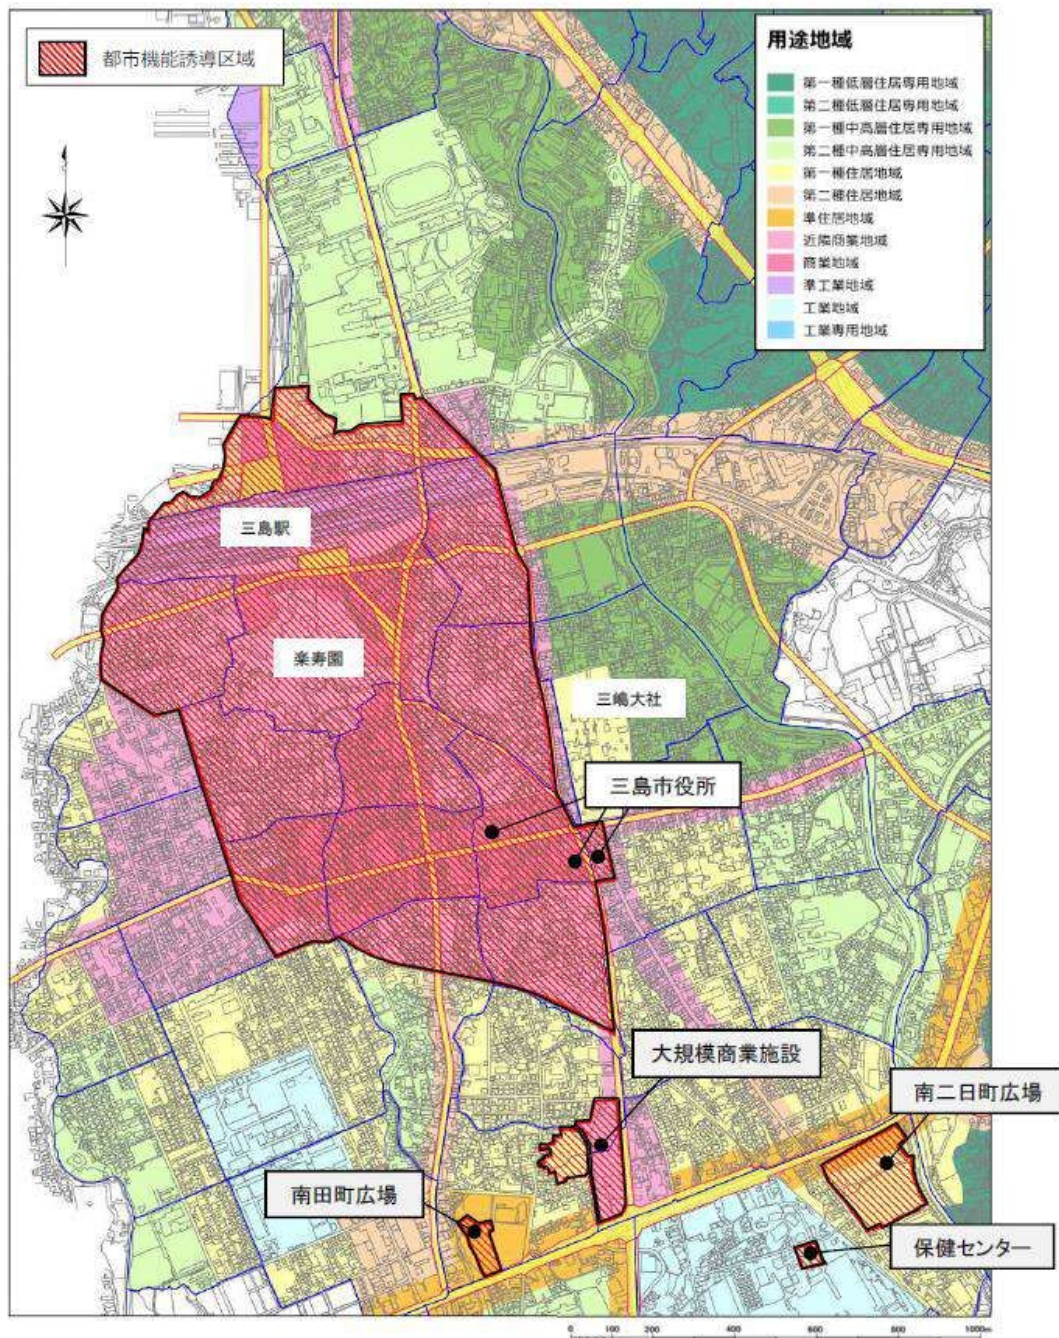 都市機能誘導区域
用途地域
第一種低層住居専用地域
第二種低層住居専用地域
第一種中高層住居専用地域
第二種中高層住居専用地域
第一種住居地域
第二種住居地域
準住居地域
近隣商業地域
商業地域
準工業地域
工業地域
工業専用地域
三島駅
楽寿園
三嶋大社
三島市役所
大規模商業施設
南二日町広場
南田町広場
保健センター
0 100 200 400 600 800 1000m